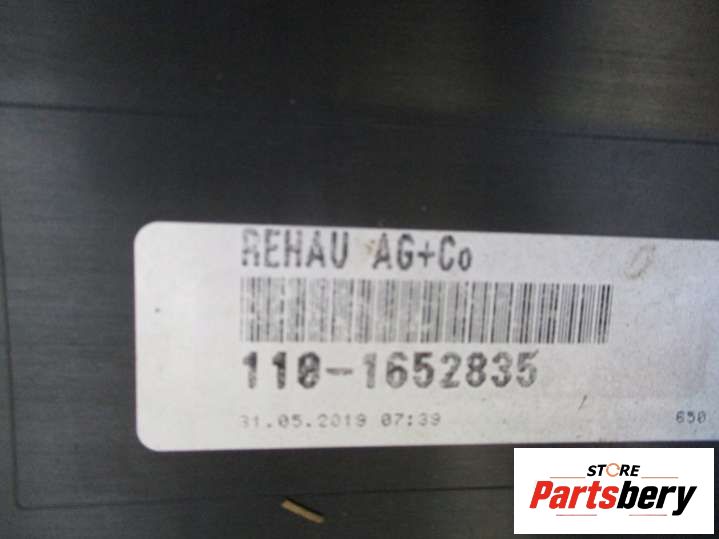 REHAU AG+Co
110-1652835
31.05.2019 07:39
650
STORE
Partsbery